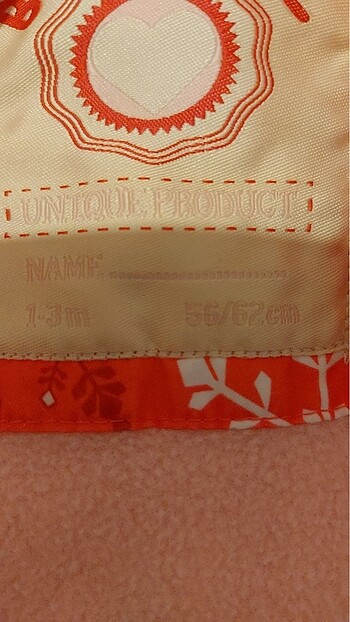 UNIQUE PRODUCT
NAME..............................
1-3m 56/62cm